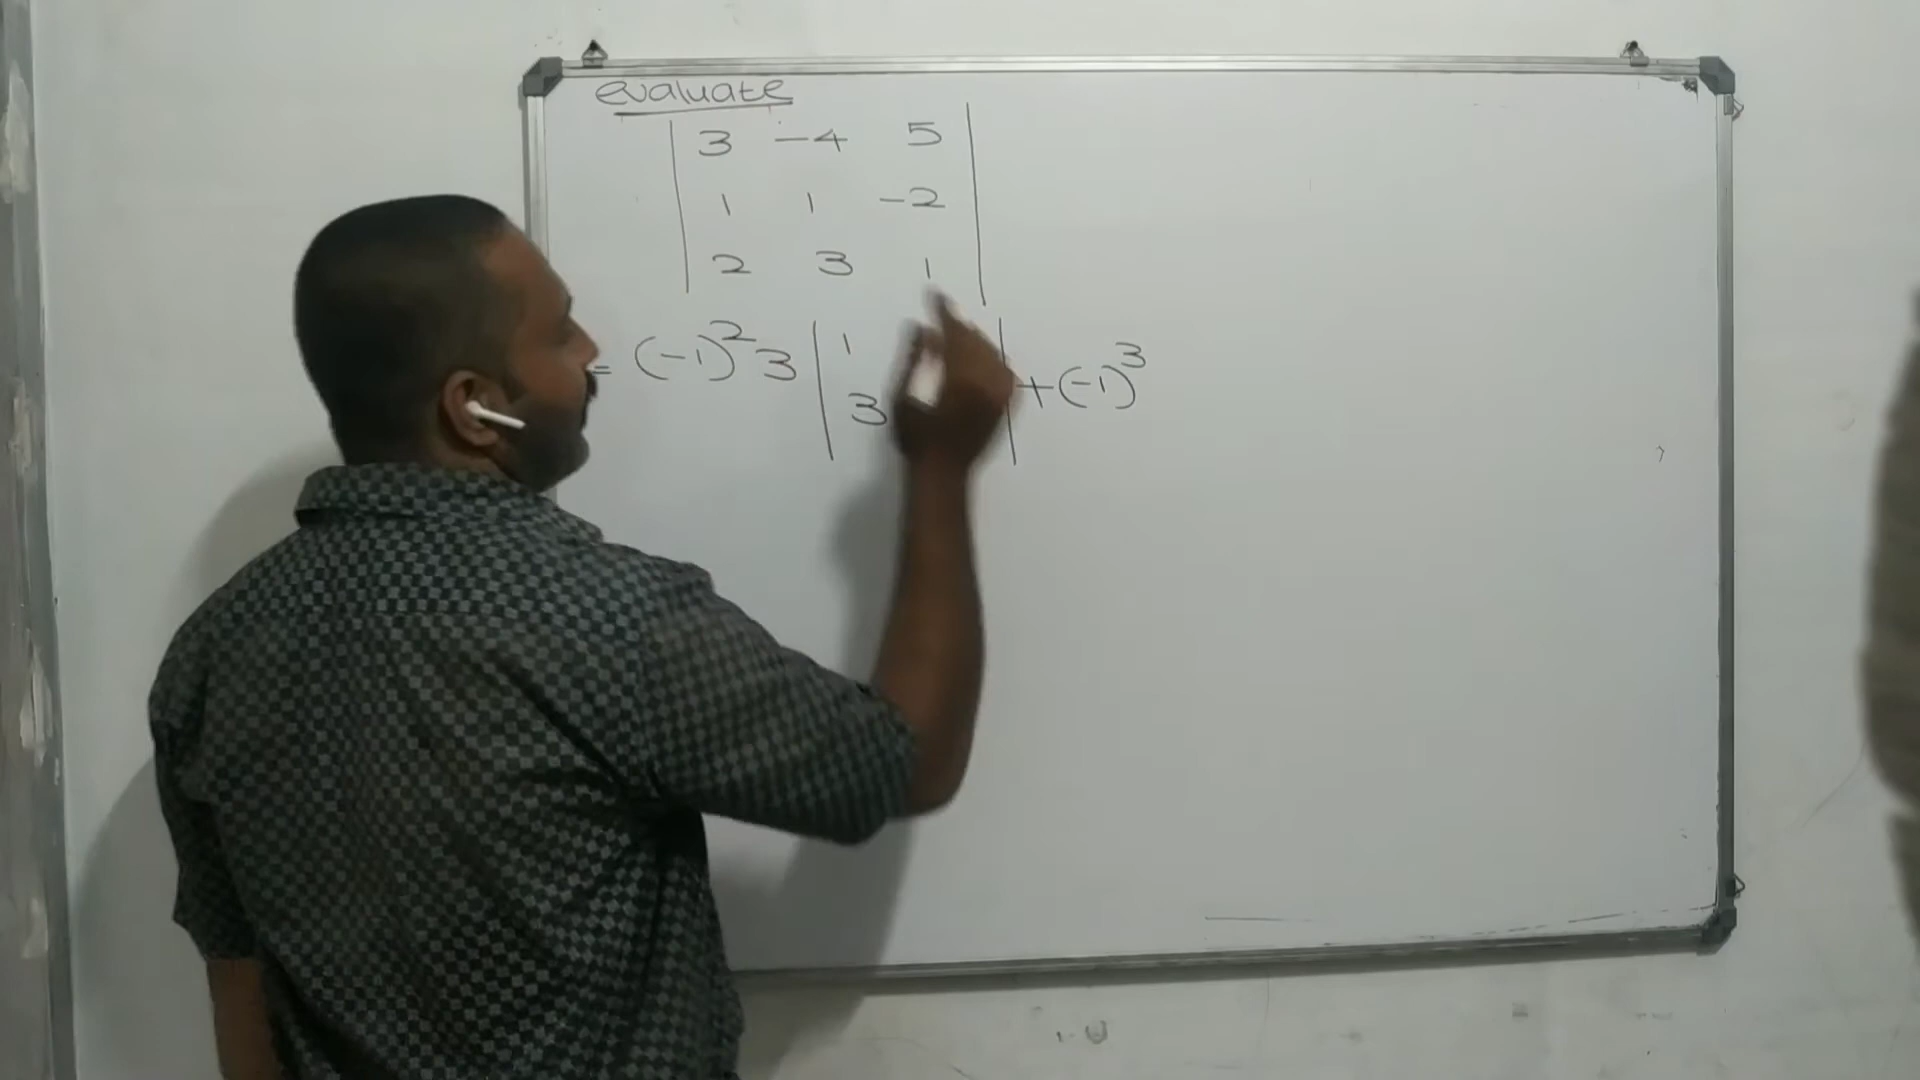 evaluate
3 -4 5
1 1 -2
2 3 1
= (-1)² 3 | 1 | + (-1)³
3